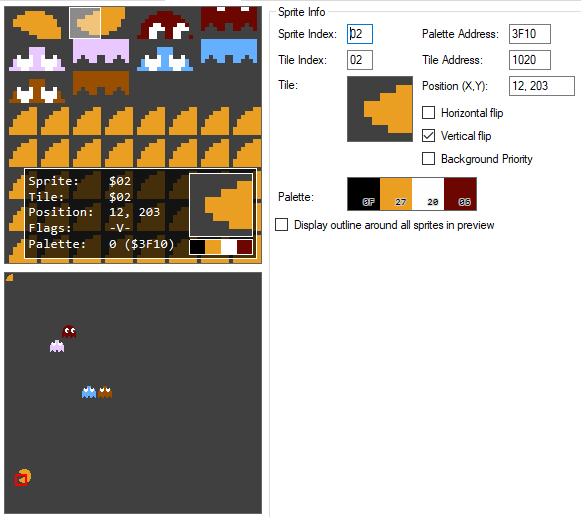 Sprite Info
Sprite Index: 02 Palette Address: 3F10
Tile Index: 02 Tile Address: 1020
Tile: Position (X,Y): 12, 203
Horizontal flip
Vertical flip
Background Priority
Palette: 0F 27 20 06
Display outline around all sprites in preview
Sprite: $02
Tile: $02
Position: 12, 203
Flags: -V-
Palette: 0 ($3F10)